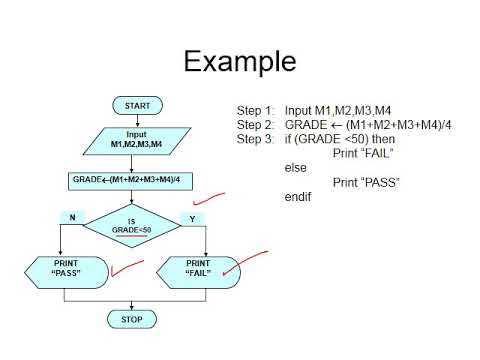 Example
START
Input
M1,M2,M3,M4
GRADE←(M1+M2+M3+M4)/4
IS
GRADE<50
N
Y
PRINT
“PASS”
PRINT
“FAIL”
STOP
Step 1: Input M1,M2,M3,M4
Step 2: GRADE ← (M1+M2+M3+M4)/4
Step 3: if (GRADE <50) then
Print “FAIL”
else
Print “PASS”
endif